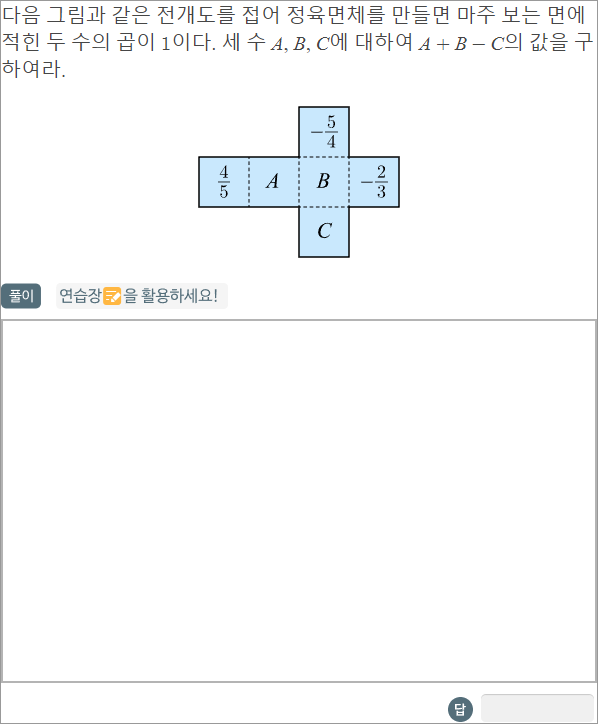 다음 그림과 같은 전개도를 접어 정육면체를 만들면 마주 보는 면에
적힌 두 수의 곱이 1이다. 세 수 A, B, C에 대하여 A + B − C의 값을 구
하여라.
−5/4
4/5 A B −2/3
C
풀이 연습장을 활용하세요!
답